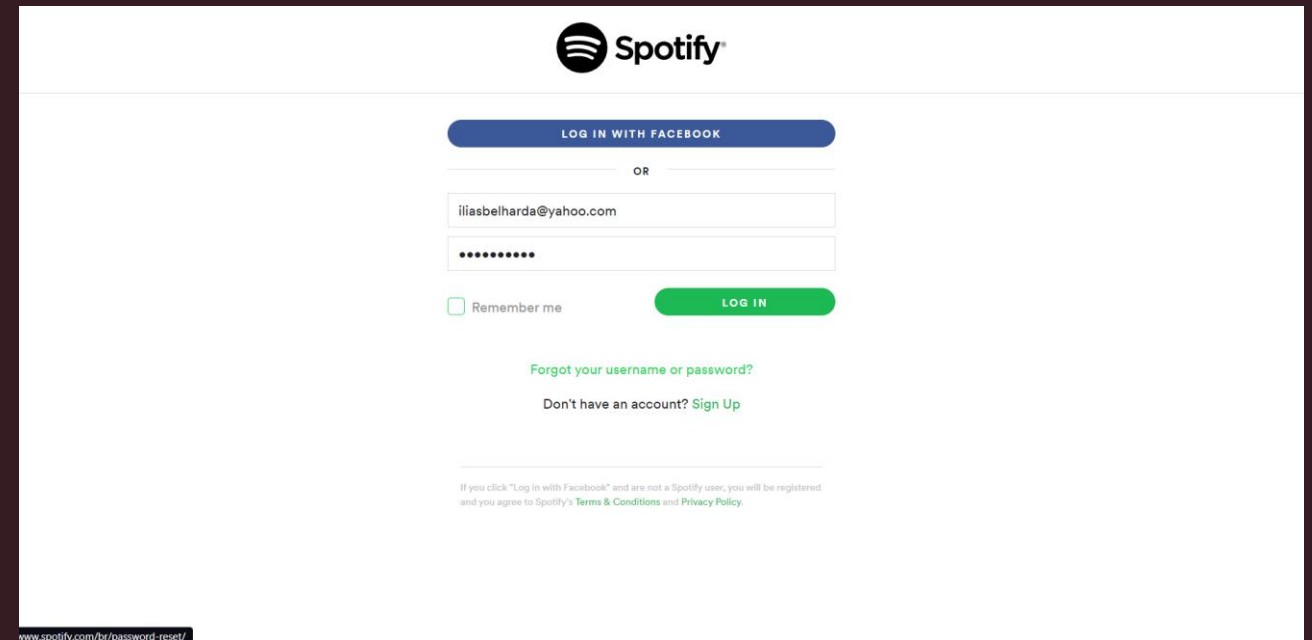 Spotify®
LOG IN WITH FACEBOOK
OR
iliasbelharda@yahoo.com
••••••••••
Remember me
LOG IN
Forgot your username or password?
Don't have an account? Sign Up
If you click "Log in with Facebook" and are not a Spotify user, you will be registered
and you agree to Spotify's Terms & Conditions and Privacy Policy.
www.spotify.com/br/password-reset/